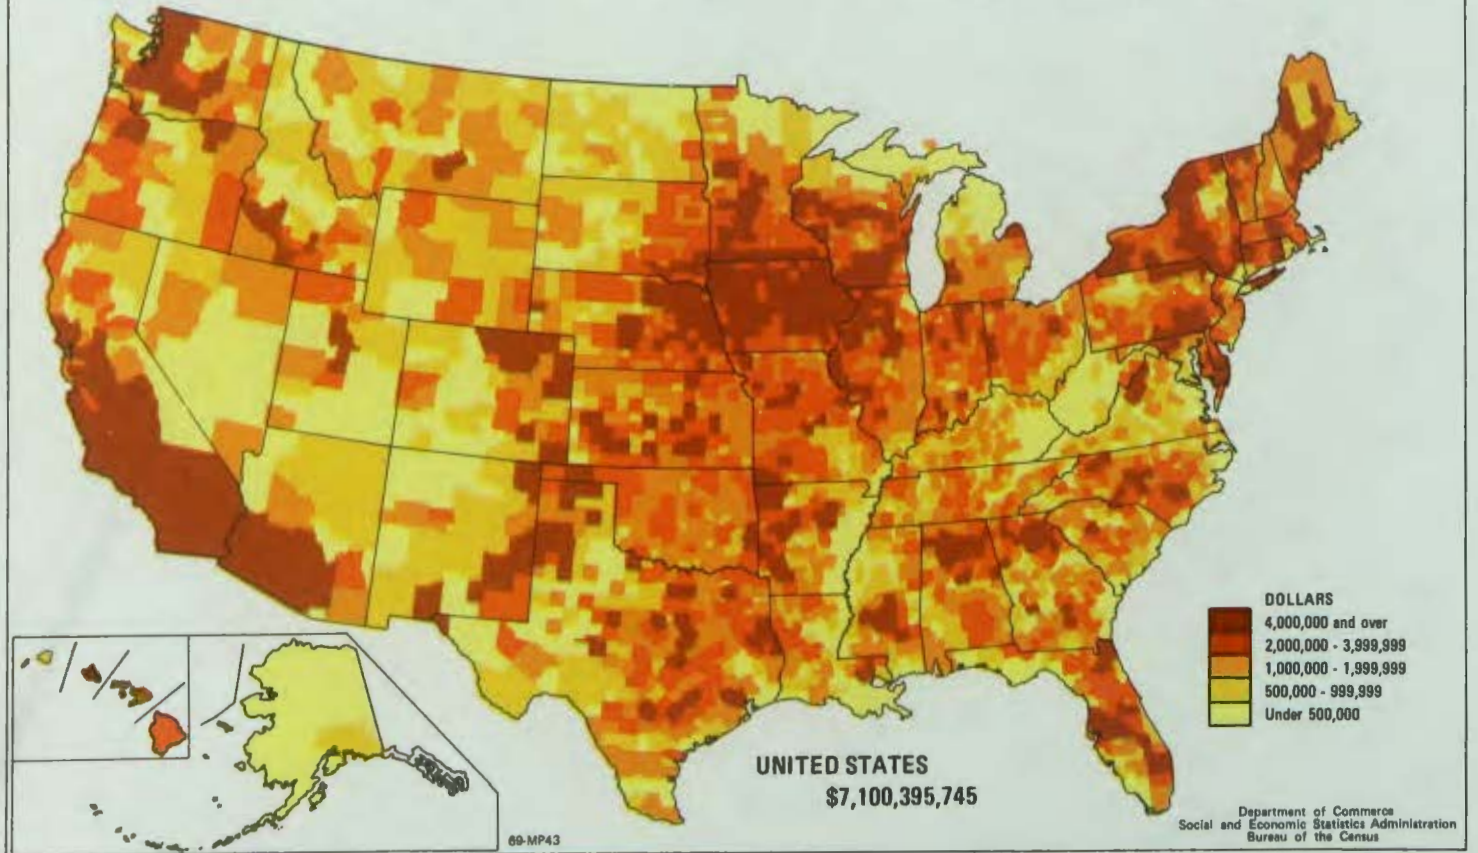 DOLLARS
4,000,000 and over
2,000,000 - 3,999,999
1,000,000 - 1,999,999
500,000 - 999,999
Under 500,000
UNITED STATES
$7,100,395,745
69-MP43
Department of Commerce
Social and Economic Statistics Administration
Bureau of the Census